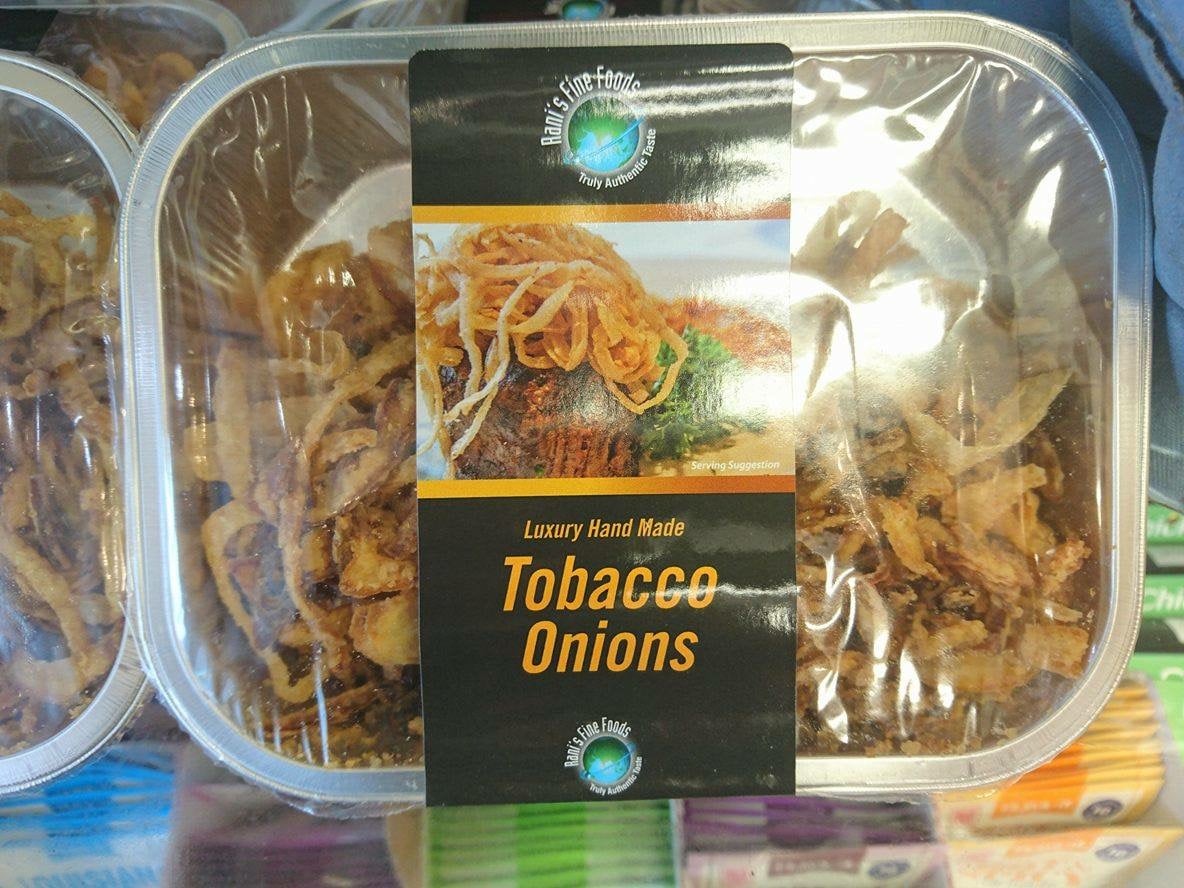 Rani's Fine Foods
Truly Authentic Taste
Serving Suggestion
Luxury Hand Made
Tobacco
Onions
Rani's Fine Foods
Truly Authentic Taste